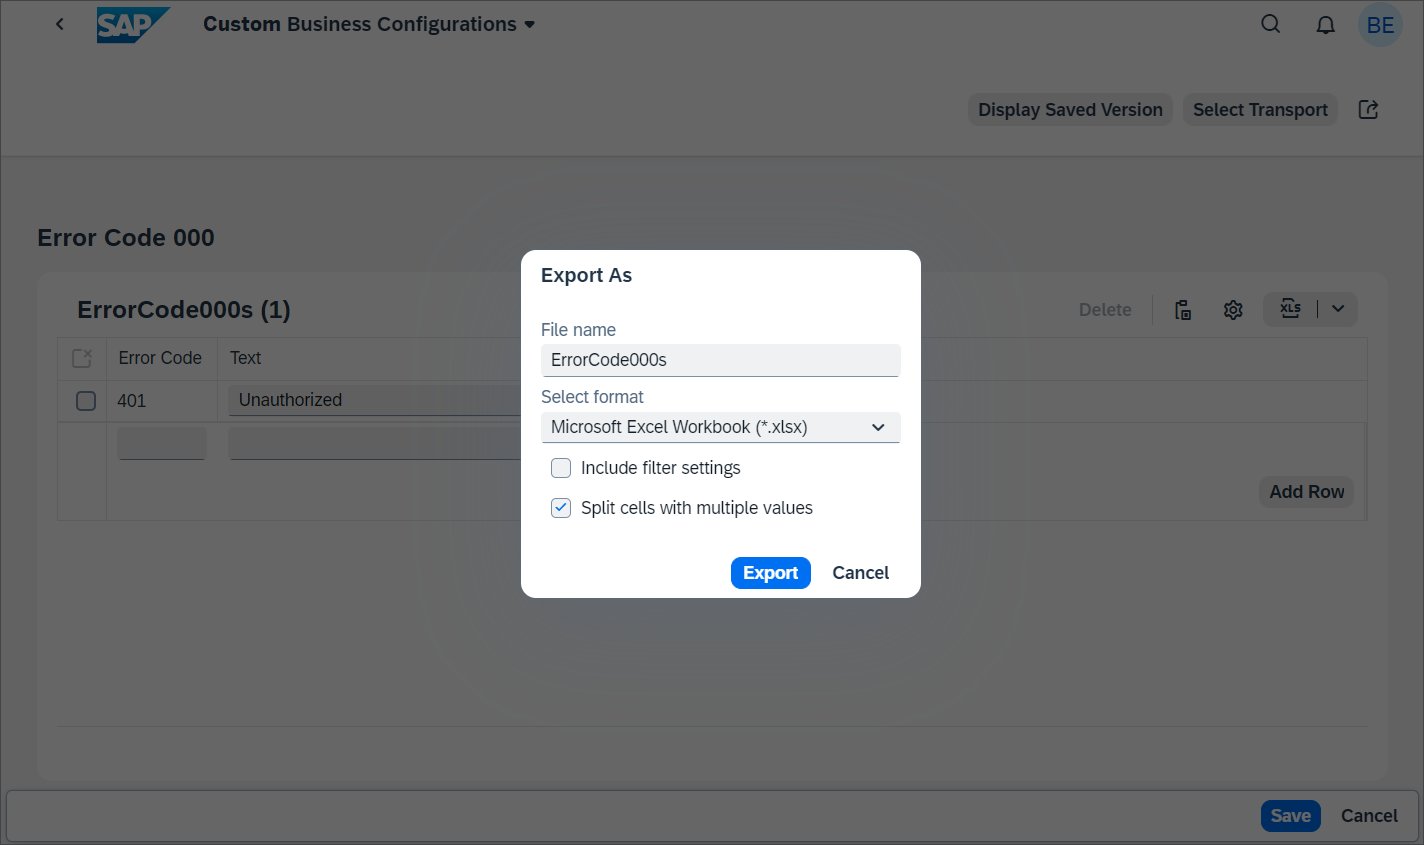 SAP Custom Business Configurations BE
Display Saved Version Select Transport
Error Code 000
ErrorCode000s (1) Delete XLS
Error Code Text
401 Unauthorized
Add Row
Export As
File name
ErrorCode000s
Select format
Microsoft Excel Workbook (*.xlsx)
Include filter settings
Split cells with multiple values
Export Cancel
Save Cancel